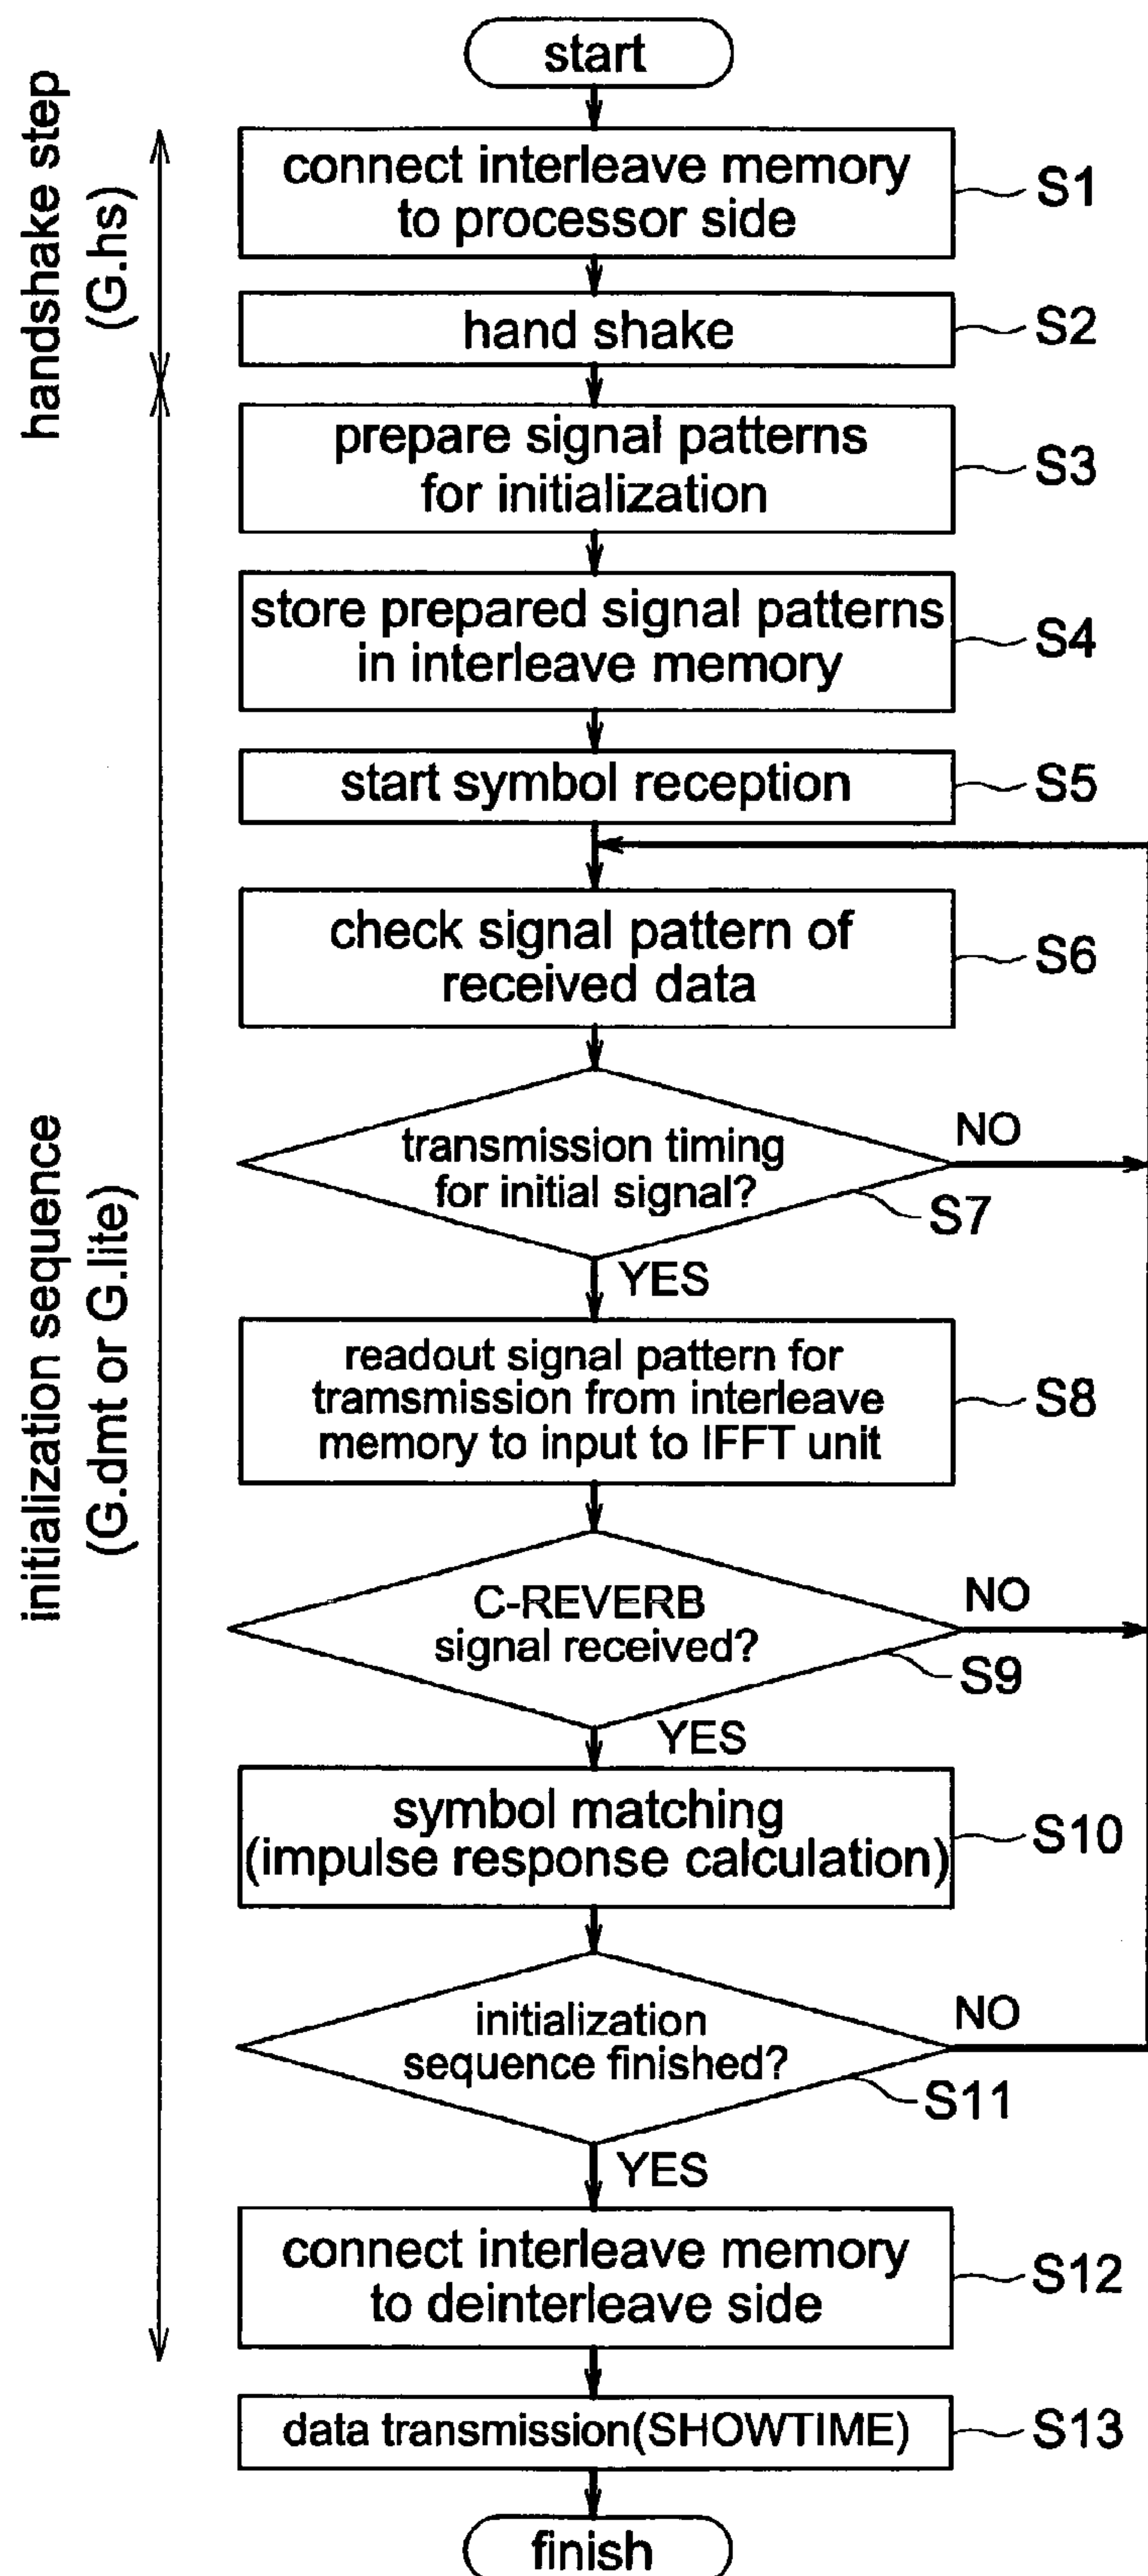 start
handshake step
(G.hs)
connect interleave memory
to processor side
S1
hand shake
S2
initialization sequence
(G.dmt or G.lite)
prepare signal patterns
for initialization
S3
store prepared signal patterns
in interleave memory
S4
start symbol reception
S5
check signal pattern of
received data
S6
transmission timing
for initial signal?
NO
S7
YES
readout signal pattern for
tramsmission from interleave
memory to input to IFFT unit
S8
C-REVERB
signal received?
NO
S9
YES
symbol matching
(impulse response calculation)
S10
initialization
sequence finished?
NO
S11
YES
connect interleave memory
to deinterleave side
S12
data transmission(SHOWTIME)
S13
finish